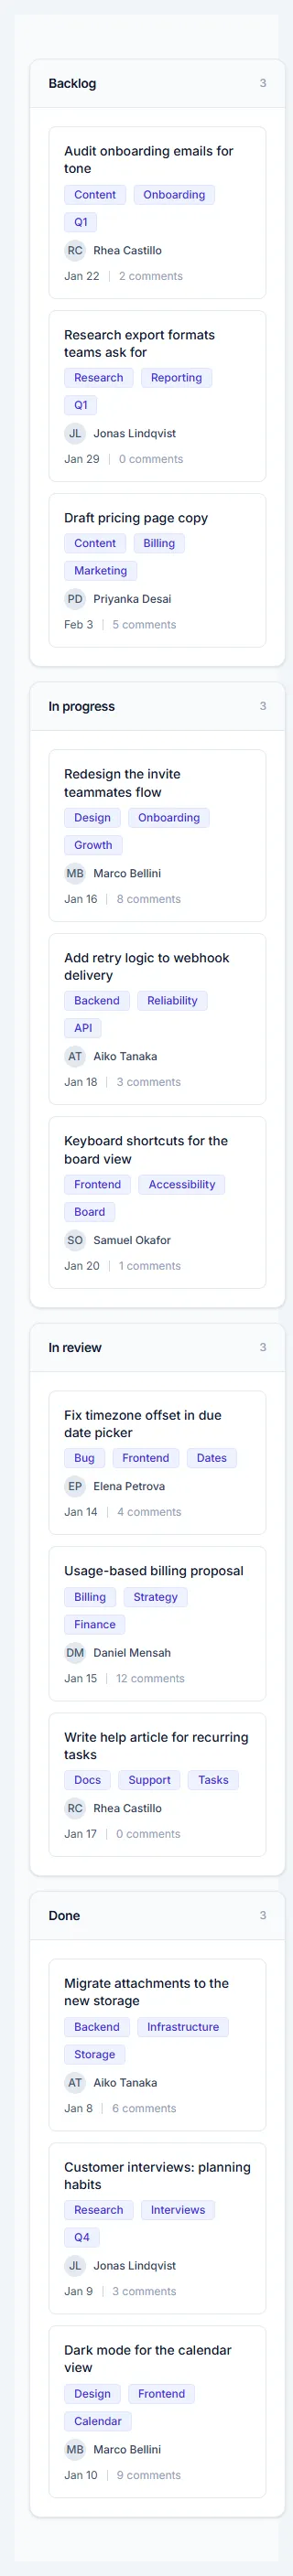 Backlog 3
Audit onboarding emails for
tone
Content Onboarding
Q1
RC Rhea Castillo
Jan 22 2 comments
Research export formats
teams ask for
Research Reporting
Q1
JL Jonas Lindqvist
Jan 29 0 comments
Draft pricing page copy
Content Billing
Marketing
PD Priyanka Desai
Feb 3 5 comments
In progress 3
Redesign the invite
teammates flow
Design Onboarding
Growth
MB Marco Bellini
Jan 16 8 comments
Add retry logic to webhook
delivery
Backend Reliability
API
AT Aiko Tanaka
Jan 18 3 comments
Keyboard shortcuts for the
board view
Frontend Accessibility
Board
SO Samuel Okafor
Jan 20 1 comments
In review 3
Fix timezone offset in due
date picker
Bug Frontend Dates
EP Elena Petrova
Jan 14 4 comments
Usage-based billing proposal
Billing Strategy
Finance
DM Daniel Mensah
Jan 15 12 comments
Write help article for recurring
tasks
Docs Support Tasks
RC Rhea Castillo
Jan 17 0 comments
Done 3
Migrate attachments to the
new storage
Backend Infrastructure
Storage
AT Aiko Tanaka
Jan 8 6 comments
Customer interviews: planning
habits
Research Interviews
Q4
JL Jonas Lindqvist
Jan 9 3 comments
Dark mode for the calendar
view
Design Frontend
Calendar
MB Marco Bellini
Jan 10 9 comments